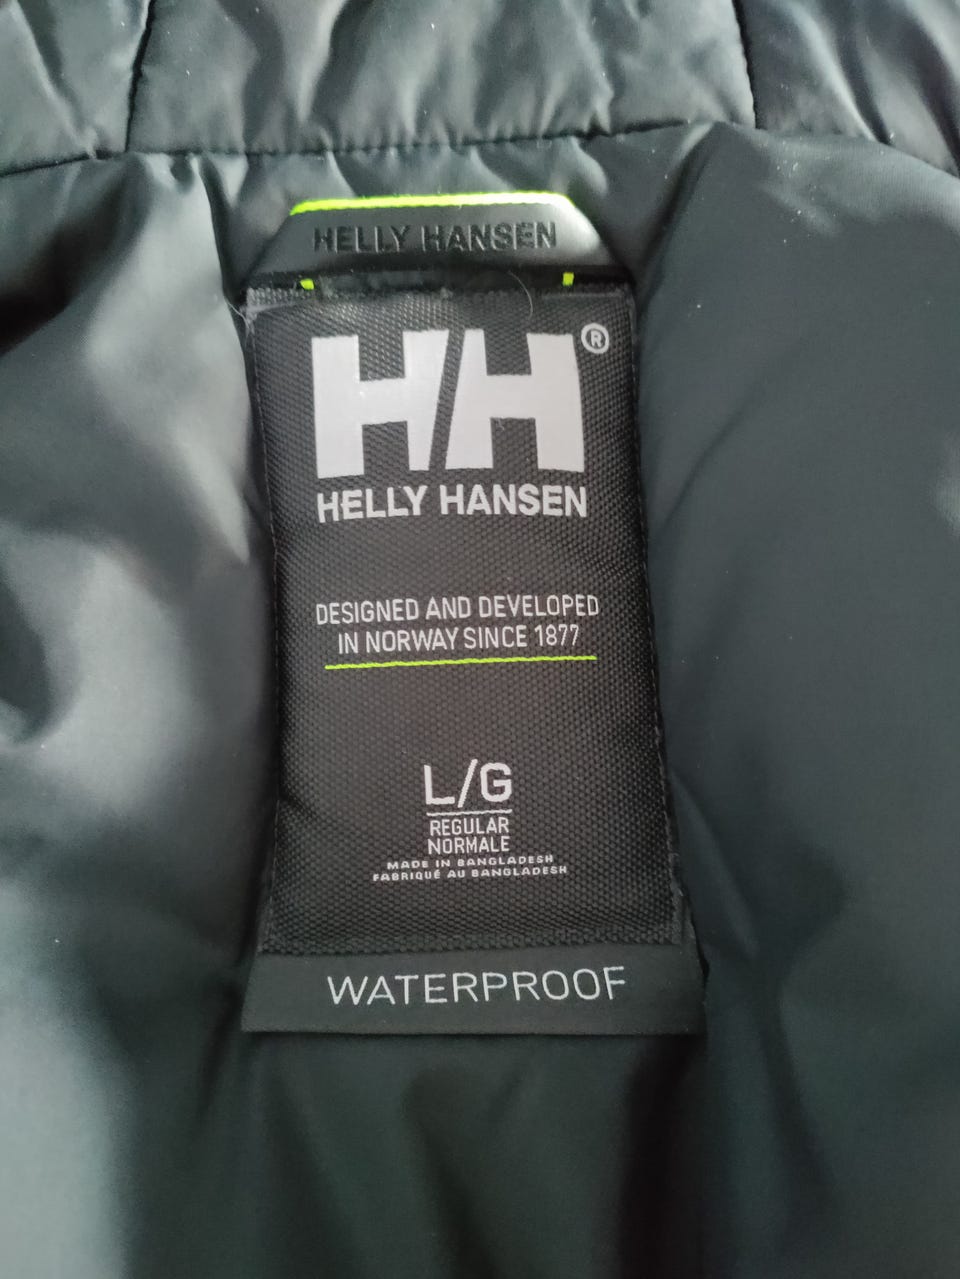 HELLY HANSEN
HH®
HELLY HANSEN
DESIGNED AND DEVELOPED
IN NORWAY SINCE 1877
L/G
REGULAR
NORMALE
MADE IN BANGLADESH
FABRIQUÉ AU BANGLADESH
WATERPROOF